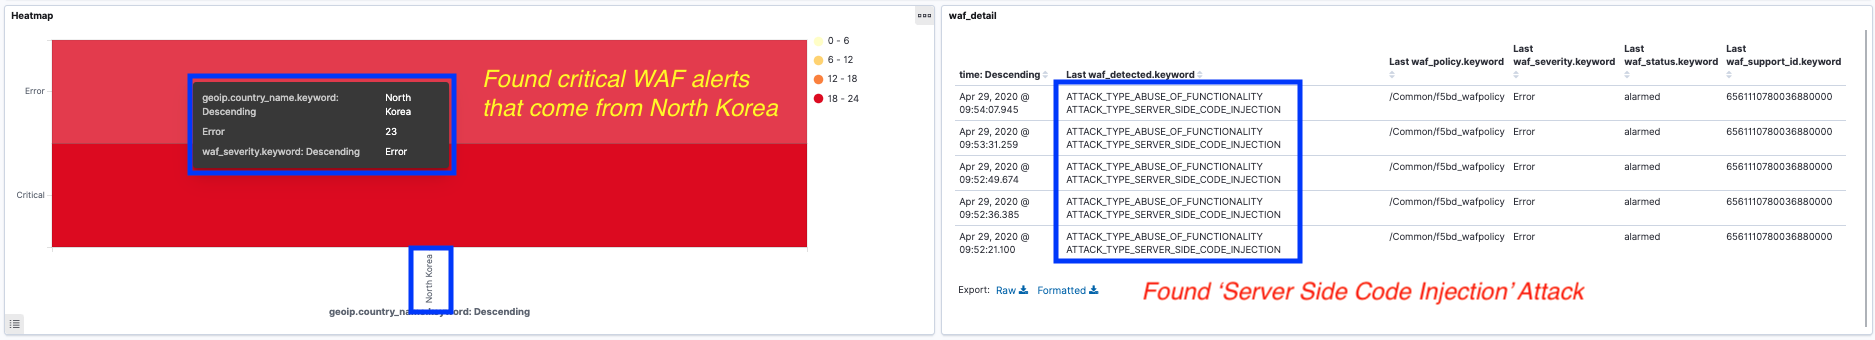 Heatmap
Error
Critical
geoip.country_name.keyword: North
Descending Korea
Error 23
waf_severity.keyword: Descending Error
Found critical WAF alerts
that come from North Korea
0 - 6
6 - 12
12 - 18
18 - 24
North Korea
geoip.country_name.keyword: Descending
waf_detail
time: Descending Last waf_detected.keyword Last waf_policy.keyword Last waf_severity.keyword Last waf_status.keyword Last waf_support_id.keyword
Apr 29, 2020 @ ATTACK_TYPE_ABUSE_OF_FUNCTIONALITY /Common/f5bd_wafpolicy Error alarmed 6561110780036880000
09:54:07.945 ATTACK_TYPE_SERVER_SIDE_CODE_INJECTION
Apr 29, 2020 @ ATTACK_TYPE_ABUSE_OF_FUNCTIONALITY /Common/f5bd_wafpolicy Error alarmed 6561110780036880000
09:53:31.259 ATTACK_TYPE_SERVER_SIDE_CODE_INJECTION
Apr 29, 2020 @ ATTACK_TYPE_ABUSE_OF_FUNCTIONALITY /Common/f5bd_wafpolicy Error alarmed 6561110780036880000
09:52:49.674 ATTACK_TYPE_SERVER_SIDE_CODE_INJECTION
Apr 29, 2020 @ ATTACK_TYPE_ABUSE_OF_FUNCTIONALITY /Common/f5bd_wafpolicy Error alarmed 6561110780036880000
09:52:36.385 ATTACK_TYPE_SERVER_SIDE_CODE_INJECTION
Apr 29, 2020 @ ATTACK_TYPE_ABUSE_OF_FUNCTIONALITY /Common/f5bd_wafpolicy Error alarmed 6561110780036880000
09:52:21.100 ATTACK_TYPE_SERVER_SIDE_CODE_INJECTION
Export: Raw Formatted
Found ‘Server Side Code Injection’ Attack